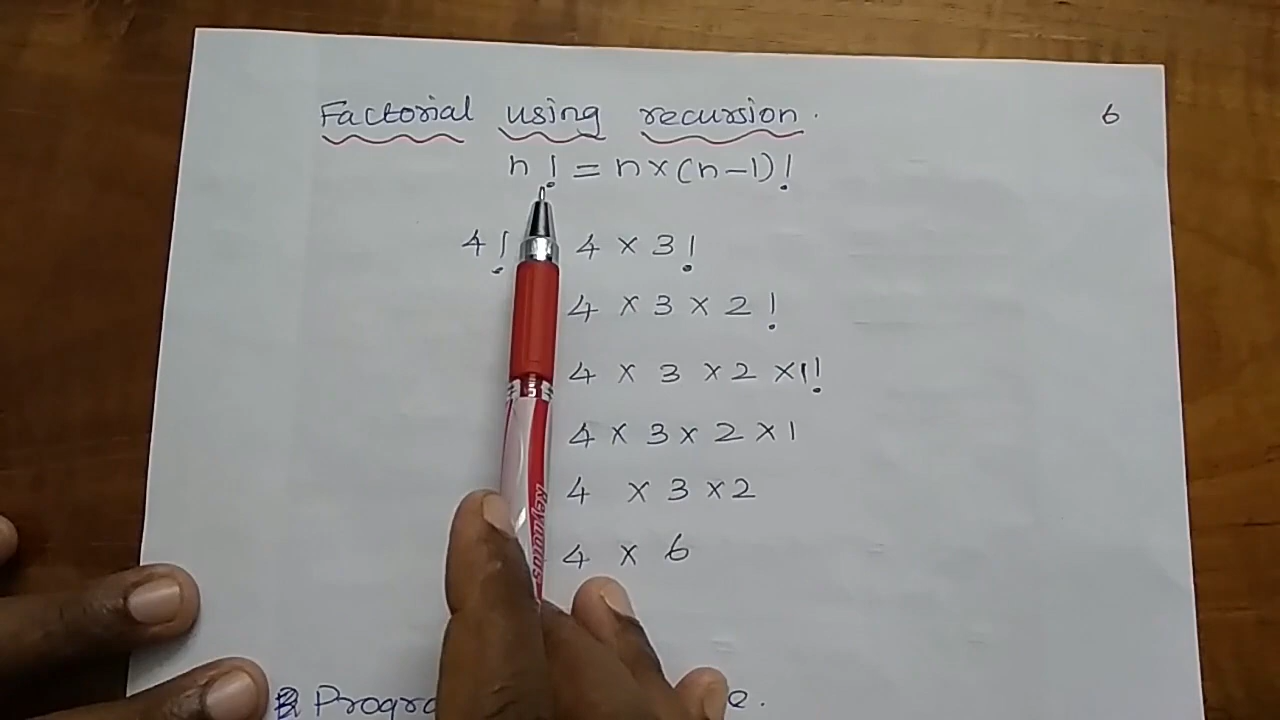 Factorial using recursion. 6
n! = n×(n-1)!
4! 4 × 3!
4 × 3 × 2!
4 × 3 × 2 ×1!
4 × 3 × 2 × 1
4 × 3 × 2
4 × 6